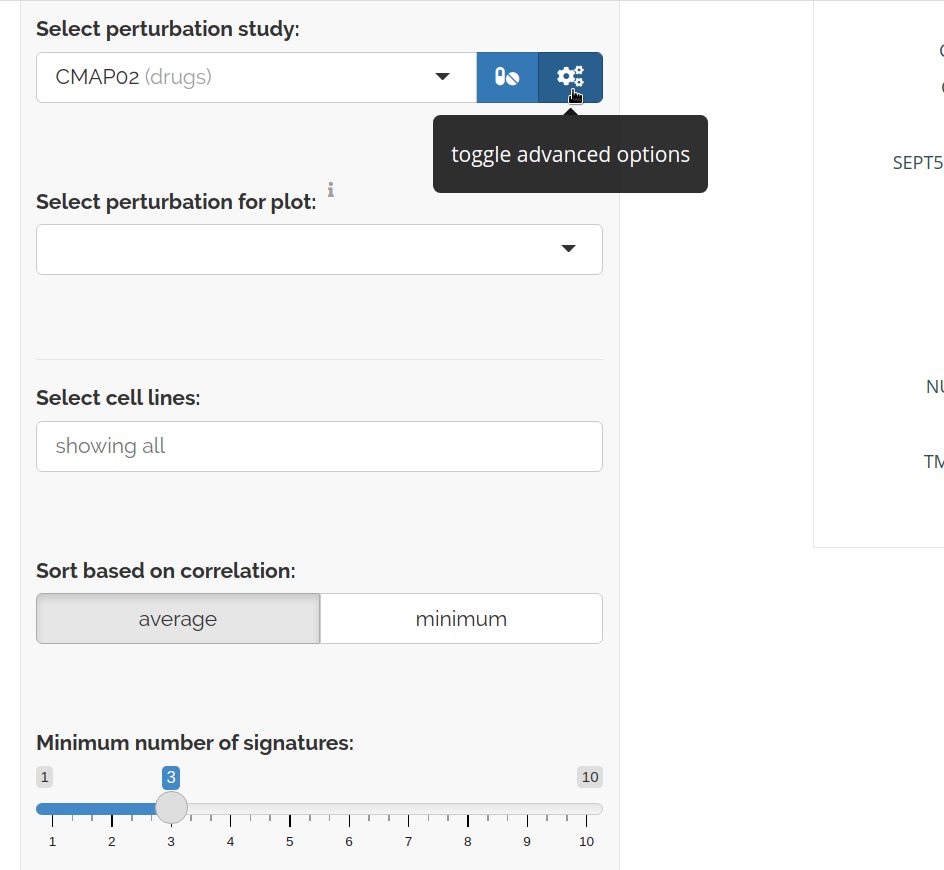 Select perturbation study:
CMAP02 (drugs)
toggle advanced options
Select perturbation for plot:
Select cell lines:
showing all
Sort based on correlation:
average minimum
Minimum number of signatures:
1 3 10
1 2 3 4 5 6 7 8 9 10
SEPT5